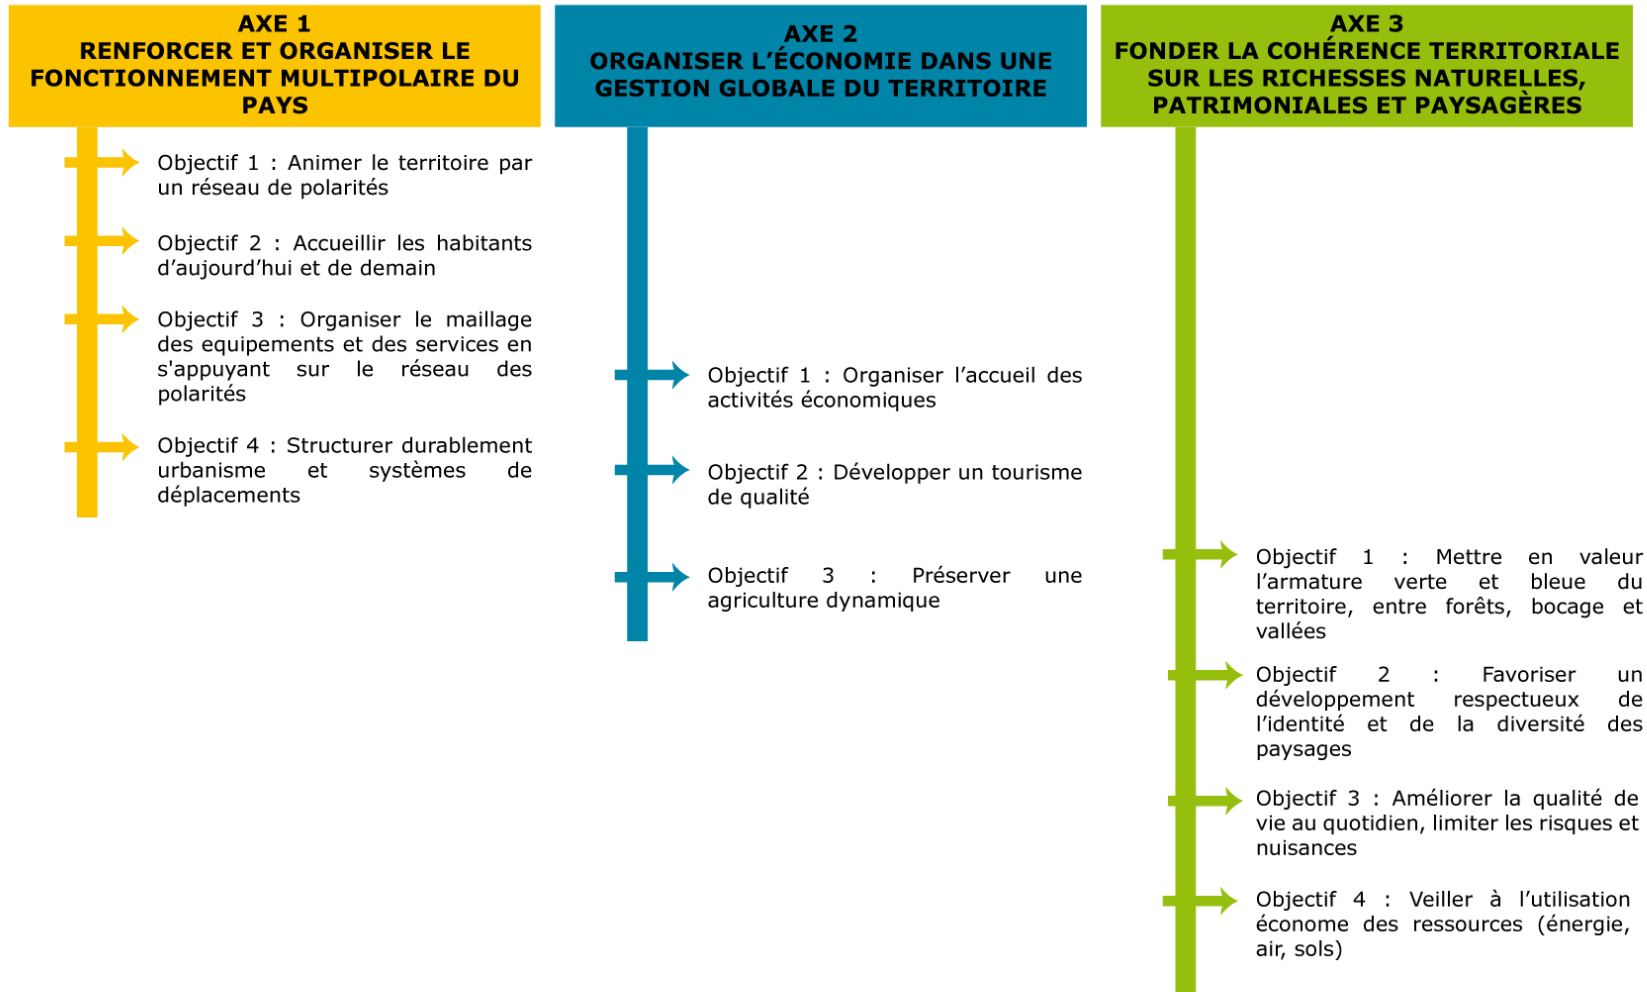 AXE 1
RENFORCER ET ORGANISER LE
FONCTIONNEMENT MULTIPOLAIRE DU
PAYS
Objectif 1 : Animer le territoire par
un réseau de polarités
Objectif 2 : Accueillir les habitants
d’aujourd’hui et de demain
Objectif 3 : Organiser le maillage
des equipements et des services en
s'appuyant sur le réseau des
polarités
Objectif 4 : Structurer durablement
urbanisme et systèmes de
déplacements
AXE 2
ORGANISER L’ÉCONOMIE DANS UNE
GESTION GLOBALE DU TERRITOIRE
Objectif 1 : Organiser l’accueil des
activités économiques
Objectif 2 : Développer un tourisme
de qualité
Objectif 3 : Préserver une
agriculture dynamique
AXE 3
FONDER LA COHÉRENCE TERRITORIALE
SUR LES RICHESSES NATURELLES,
PATRIMONIALES ET PAYSAGÈRES
Objectif 1 : Mettre en valeur
l’armature verte et bleue du
territoire, entre forêts, bocage et
vallées
Objectif 2 : Favoriser un
développement respectueux de
l’identité et de la diversité des
paysages
Objectif 3 : Améliorer la qualité de
vie au quotidien, limiter les risques et
nuisances
Objectif 4 : Veiller à l’utilisation
économe des ressources (énergie,
air, sols)